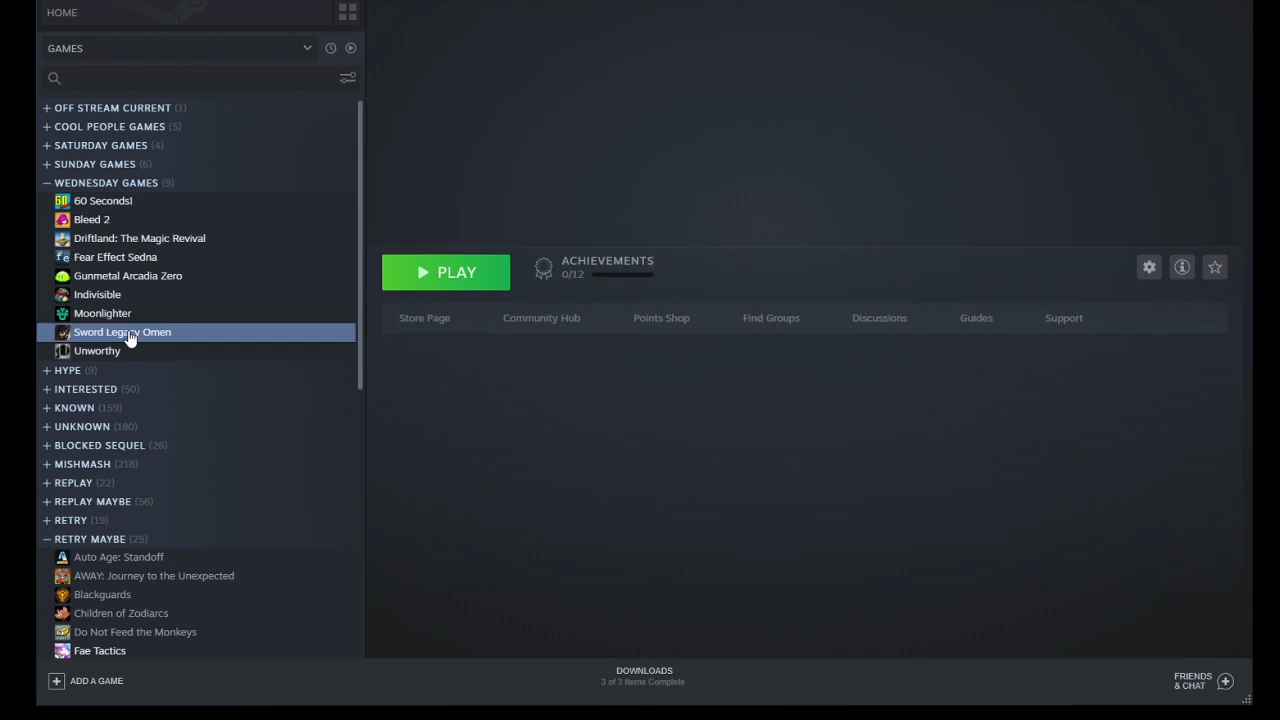 HOME
GAMES
OFF STREAM CURRENT (1)
COOL PEOPLE GAMES (5)
SATURDAY GAMES (4)
SUNDAY GAMES (6)
WEDNESDAY GAMES (9)
60 Seconds!
Bleed 2
Driftland: The Magic Revival
Fear Effect Sedna
Gunmetal Arcadia Zero
Indivisible
Moonlighter
Sword Legacy Omen
Unworthy
HYPE (9)
INTERESTED (50)
KNOWN (159)
UNKNOWN (180)
BLOCKED SEQUEL (26)
MISHMASH (218)
REPLAY (22)
REPLAY MAYBE (56)
RETRY (19)
RETRY MAYBE (25)
Auto Age: Standoff
AWAY: Journey to the Unexpected
Blackguards
Children of Zodiarcs
Do Not Feed the Monkeys
Fae Tactics
ADD A GAME
PLAY
ACHIEVEMENTS
0/12
Store Page Community Hub Points Shop Find Groups Discussions Guides Support
DOWNLOADS
3 of 3 Items Complete
FRIENDS
& CHAT